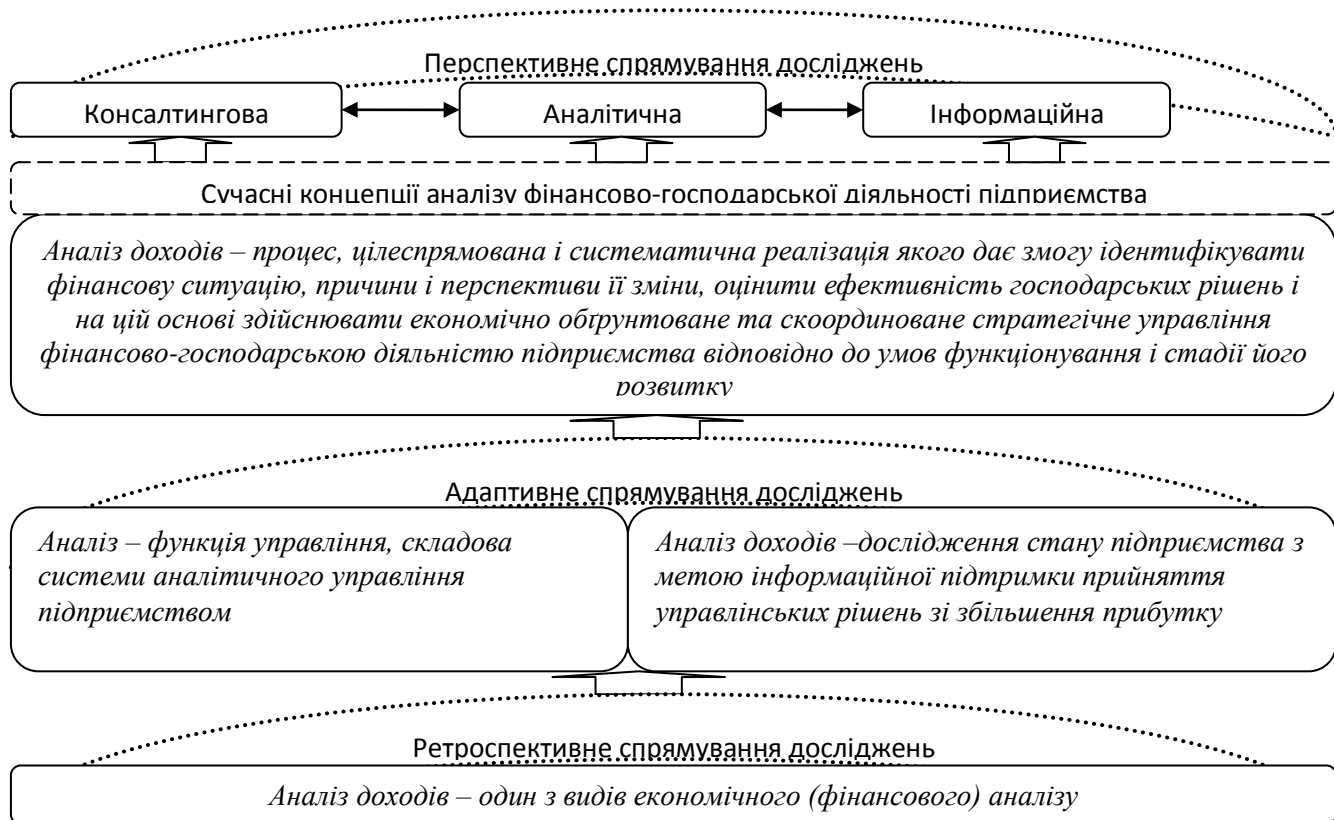 Перспективне спрямування досліджень
Консалтингова
Аналітична
Інформаційна
Сучасні концепції аналізу фінансово-господарської діяльності підприємства
Аналіз доходів – процес, цілеспрямована і систематична реалізація якого дає змогу ідентифікувати
фінансову ситуацію, причини і перспективи її зміни, оцінити ефективність господарських рішень і
на цій основі здійснювати економічно обґрунтоване та скоординоване стратегічне управління
фінансово-господарською діяльністю підприємства відповідно до умов функціонування і стадії його
розвитку
Адаптивне спрямування досліджень
Аналіз – функція управління, складова
системи аналітичного управління
підприємством
Аналіз доходів –дослідження стану підприємства з
метою інформаційної підтримки прийняття
управлінських рішень зі збільшення прибутку
Ретроспективне спрямування досліджень
Аналіз доходів – один з видів економічного (фінансового) аналізу